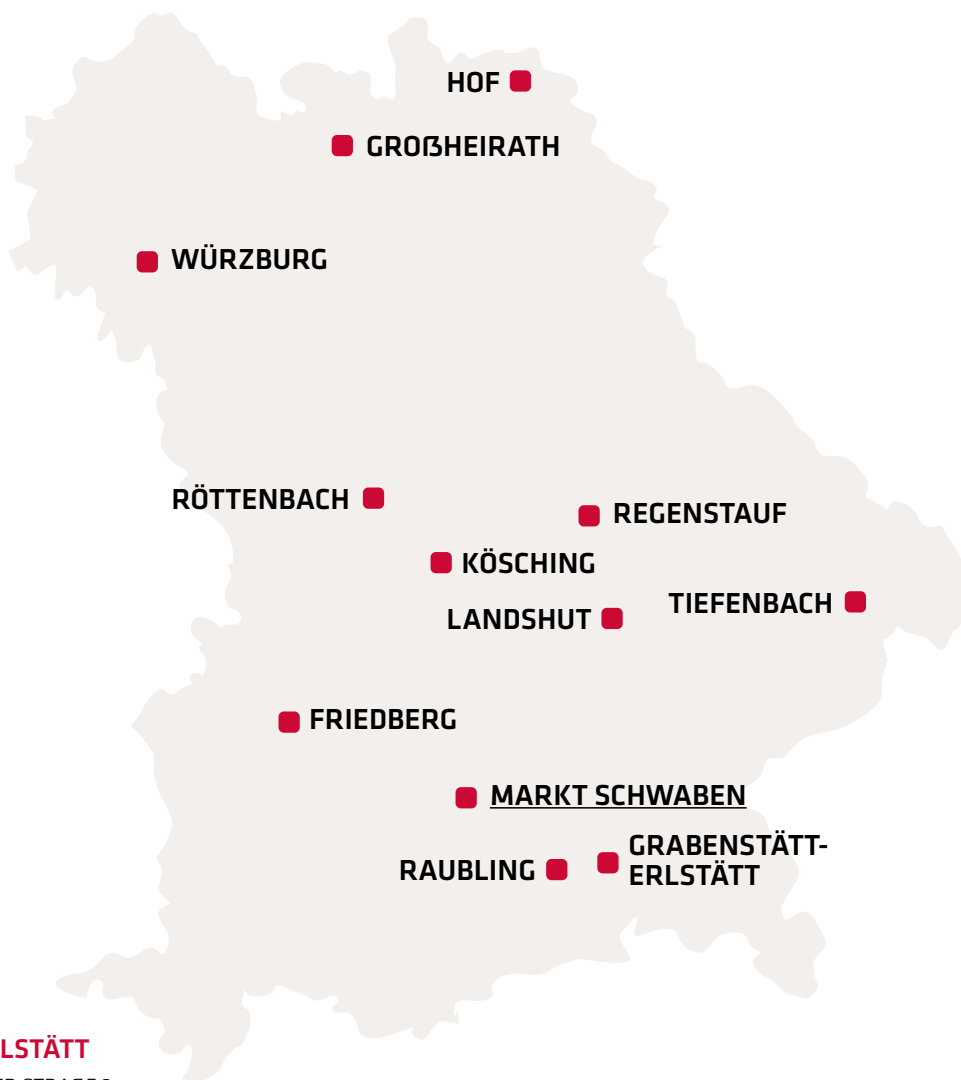 HOF
GROẞHEIRATH
WÜRZBURG
RÖTTENBACH
REGENSTAUF
KÖSCHING
TIEFENBACH
LANDSHUT
FRIEDBERG
MARKT SCHWABEN
GRABENSTÄTT-
ERLSTÄTT
RAUBLING
LSTÄTT